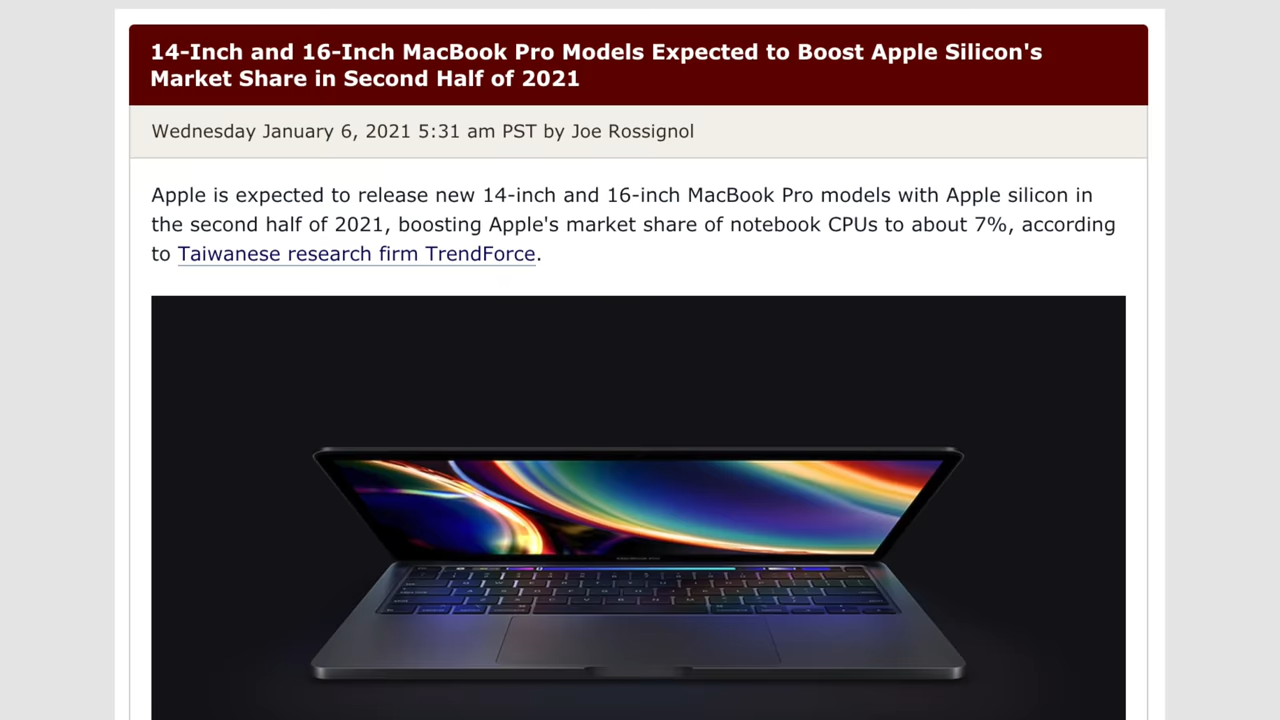 14-Inch and 16-Inch MacBook Pro Models Expected to Boost Apple Silicon's
Market Share in Second Half of 2021
Wednesday January 6, 2021 5:31 am PST by Joe Rossignol
Apple is expected to release new 14-inch and 16-inch MacBook Pro models with Apple silicon in
the second half of 2021, boosting Apple's market share of notebook CPUs to about 7%, according
to Taiwanese research firm TrendForce.